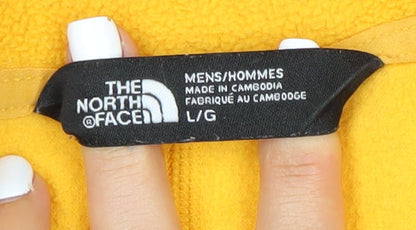 THE
NORTH
®FACE
MENS/HOMMES
MADE IN CAMBODIA
FABRIQUÉ AU CAMBODGE
L/G